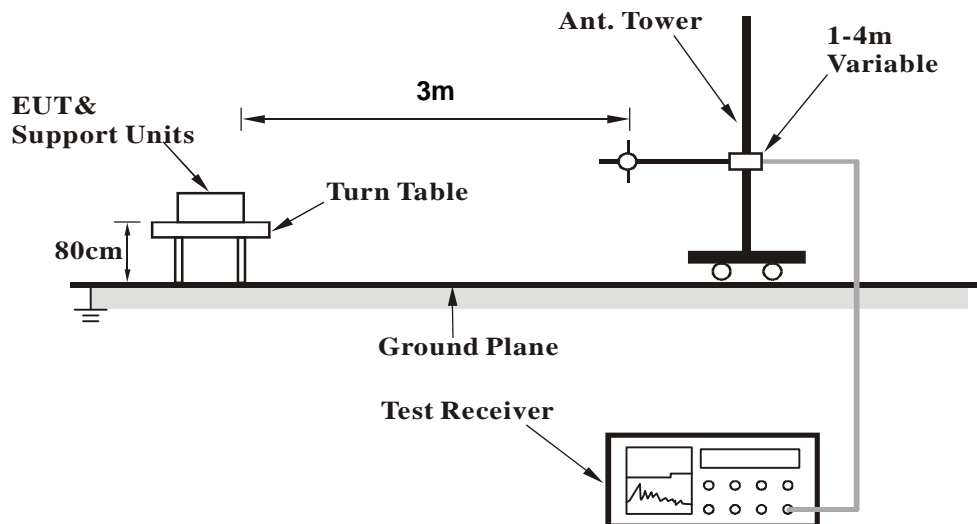 Ant. Tower
1-4m
Variable
3m
EUT&
Support Units
Turn Table
80cm
Ground Plane
Test Receiver